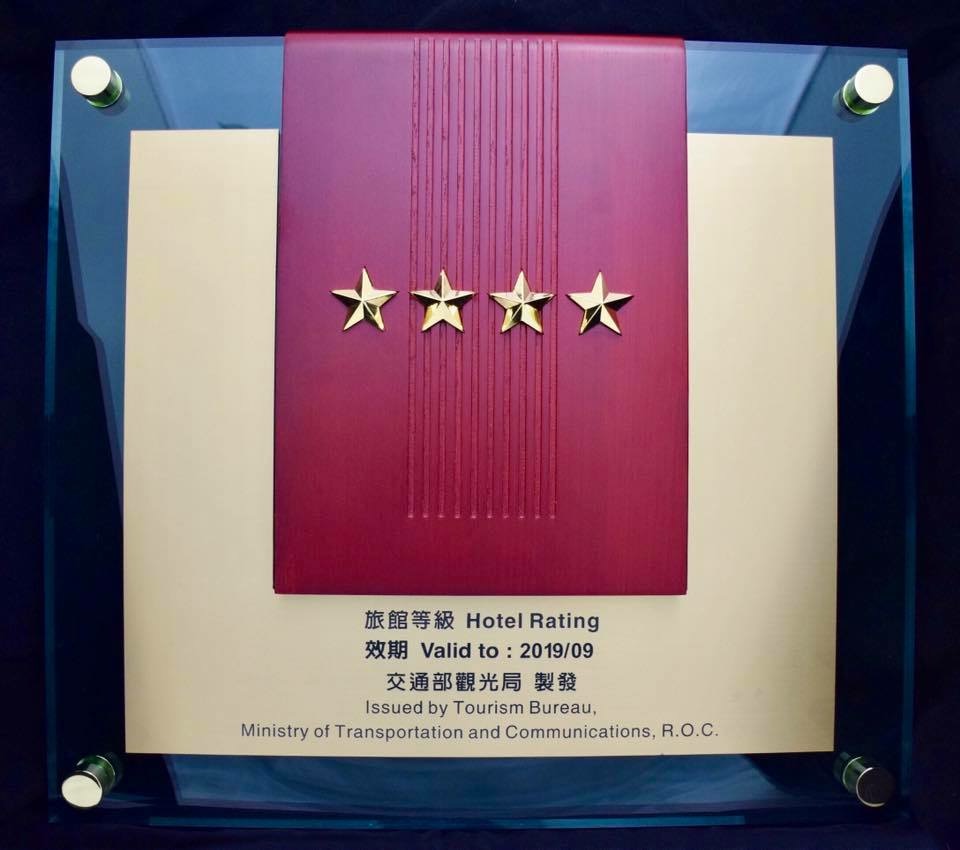 旅館等級 Hotel Rating
效期 Valid to : 2019/09
交通部觀光局 製發
Issued by Tourism Bureau,
Ministry of Transportation and Communications, R.O.C.